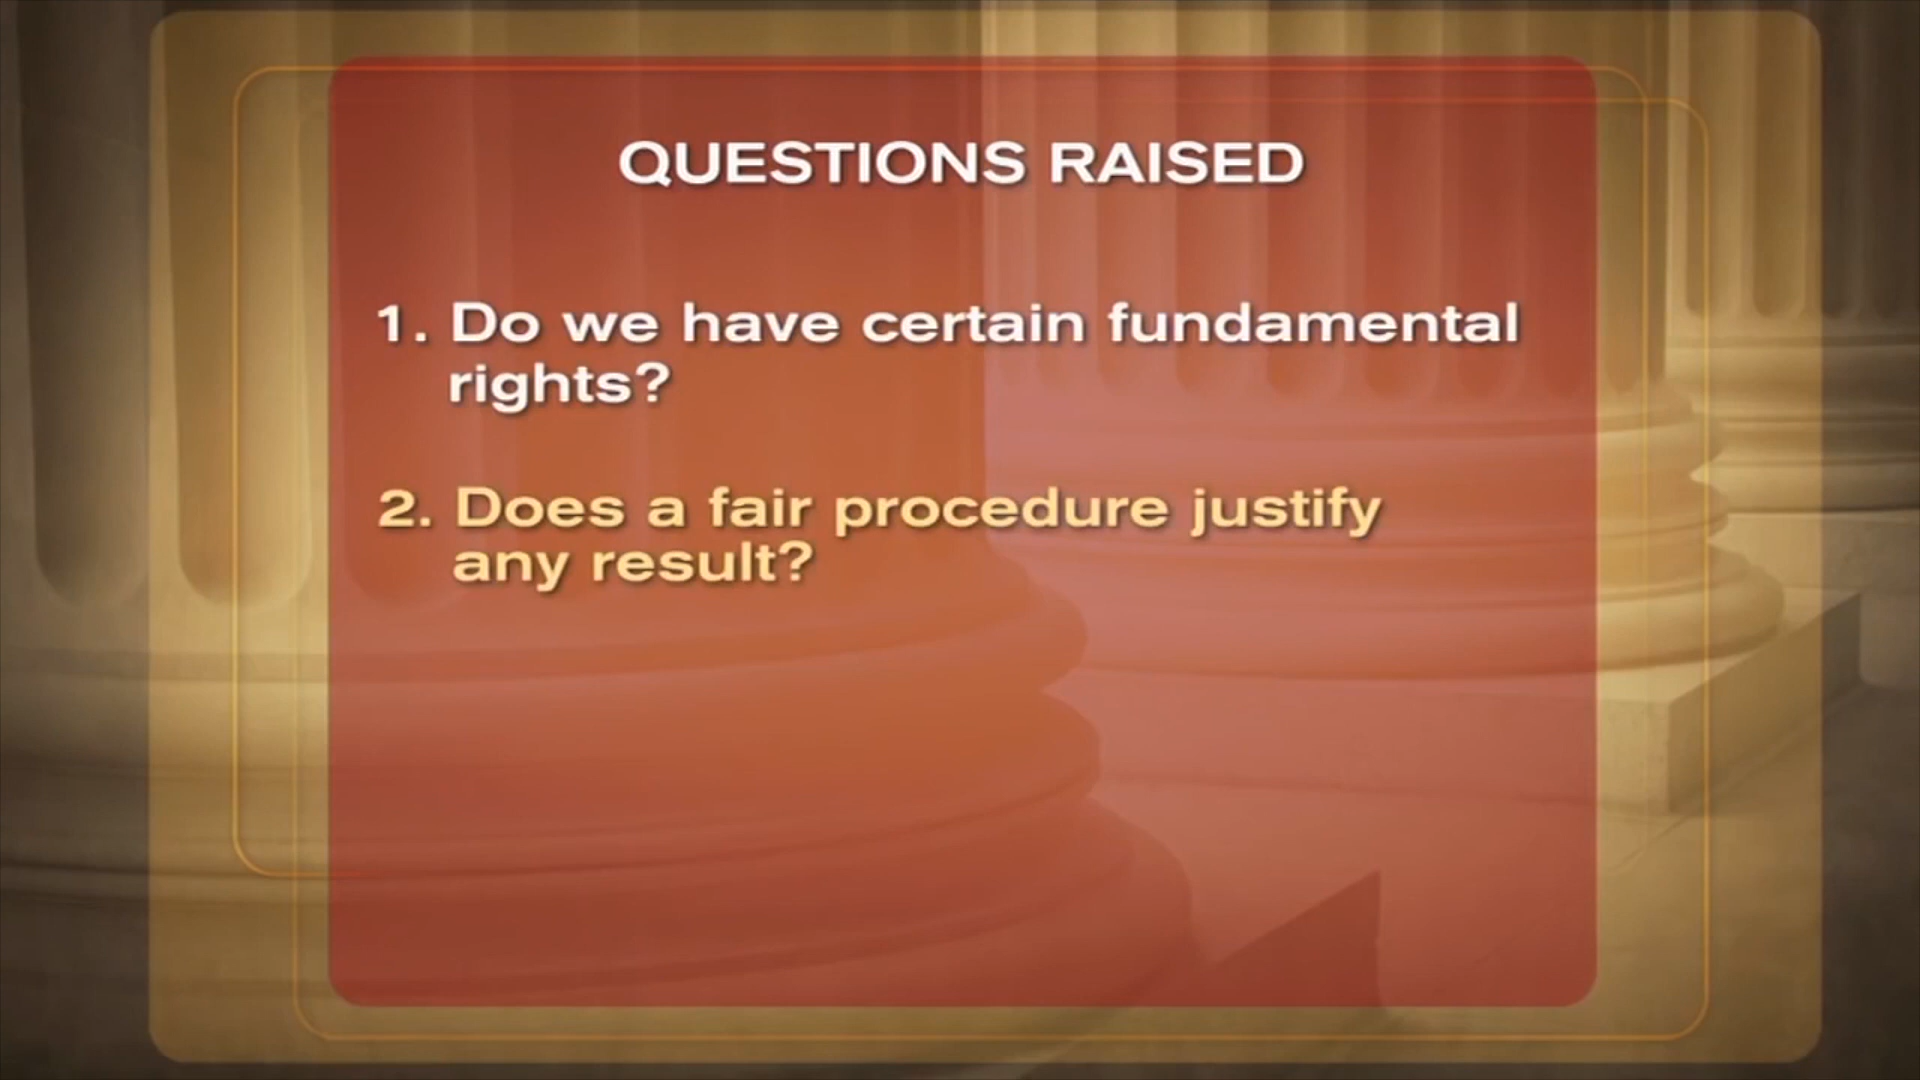 QUESTIONS RAISED
1. Do we have certain fundamental
rights?
2. Does a fair procedure justify
any result?